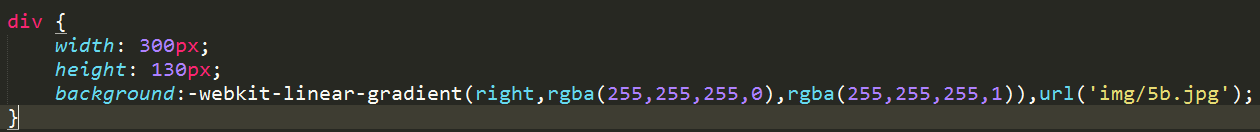 div {
    width: 300px;
    height: 130px;
    background:-webkit-linear-gradient(right,rgba(255,255,255,0),rgba(255,255,255,1)),url('img/5b.jpg');
}